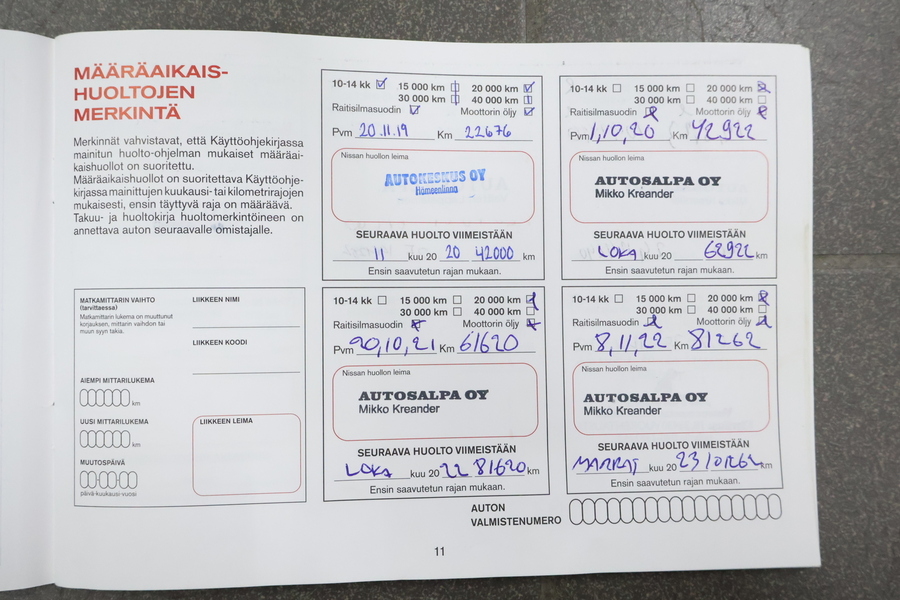 MÄÄRÄAIKAIS-
HUOLTOJEN
MERKINTÄ
Merkinnät vahvistavat, että Käyttöohjekirjassa
mainitun huolto-ohjelman mukaiset määräai-
kaishuollot on suoritettu.
Määräaikaishuollot on suoritettava Käyttöohje-
kirjassa mainittujen kuukausi- tai kilometrirajojen
mukaisesti, ensin täyttyvä raja on määräävä.
Takuu- ja huoltokirja huoltomerkintöineen on
annettava auton seuraavalle omistajalle.
10-14 kk 15 000 km 20 000 km
30 000 km 40 000 km
Raitisilmasuodin Moottorin öljy
Pvm 20.11.19 Km 22676
Nissan huollon leima
AUTOKESKUS OY
Hämeenlinna
SEURAAVA HUOLTO VIIMEISTÄÄN
11 kuu 20 20 42000 km
Ensin saavutetun rajan mukaan.
10-14 kk 15 000 km 20 000 km
30 000 km 40 000 km
Raitisilmasuodin Moottorin öljy
Pvm 1,10,20 Km 42922
Nissan huollon leima
AUTOSALPA OY
Mikko Kreander
SEURAAVA HUOLTO VIIMEISTÄÄN
LOKA kuu 20 62922 km
Ensin saavutetun rajan mukaan.
MATKAMITTARIN VAIHTO
(tarvittaessa)
Matkamittarin lukema on muuttunut
korjauksen, mittarin vaihdon tai
muun syyn takia.
AIEMPI MITTARILUKEMA
km
UUSI MITTARILUKEMA
km
MUUTOSPÄIVÄ
päivä-kuukausi-vuosi
LIIKKEEN NIMI
LIIKKEEN KOODI
LIIKKEEN LEIMA
10-14 kk 15 000 km 20 000 km
30 000 km 40 000 km
Raitisilmasuodin Moottorin öljy
Pvm 20,10,21 Km 61620
Nissan huollon leima
AUTOSALPA OY
Mikko Kreander
SEURAAVA HUOLTO VIIMEISTÄÄN
LOKA kuu 20 22 81620 km
Ensin saavutetun rajan mukaan.
10-14 kk 15 000 km 20 000 km
30 000 km 40 000 km
Raitisilmasuodin Moottorin öljy
Pvm 8,11,22 Km 81262
Nissan huollon leima
AUTOSALPA OY
Mikko Kreander
SEURAAVA HUOLTO VIIMEISTÄÄN
MARRAS kuu 20 23 101262 km
Ensin saavutetun rajan mukaan.
AUTON
VALMISTENUMERO
11